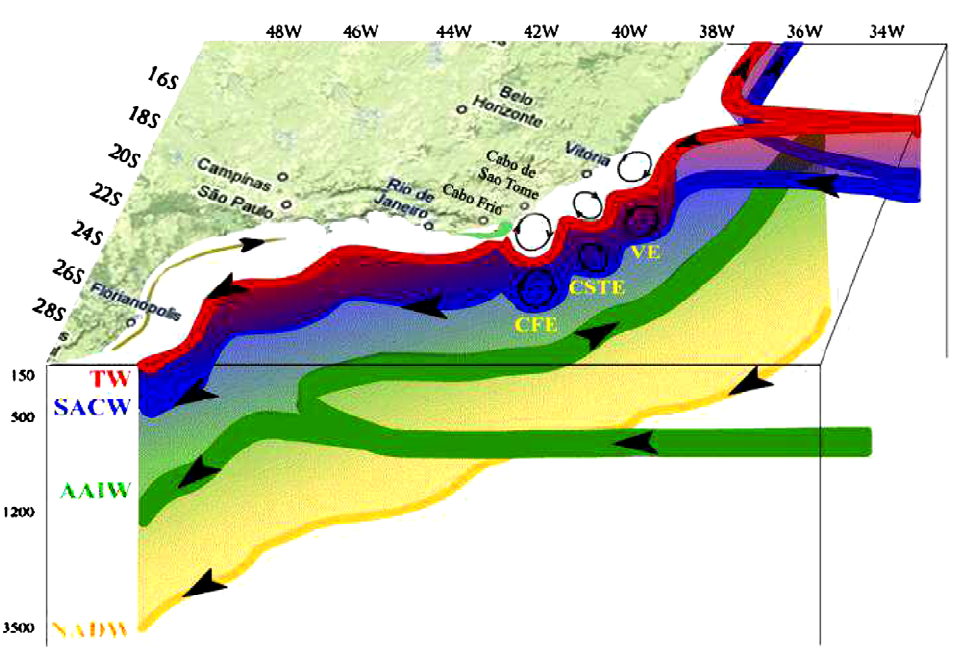 48W 46W 44W 42W 40W 38W 36W 34W
16S
18S
20S
22S
24S
26S
28S
Belo
Horizonte
Vitória
Cabo de
Sao Tome
Campinas
São Paulo
Rio de
Janeiro
Cabo Frio
Florianopolis
VE
CSTE
CFE
150
TW
SACW
AAIW
1200
3500
NADW